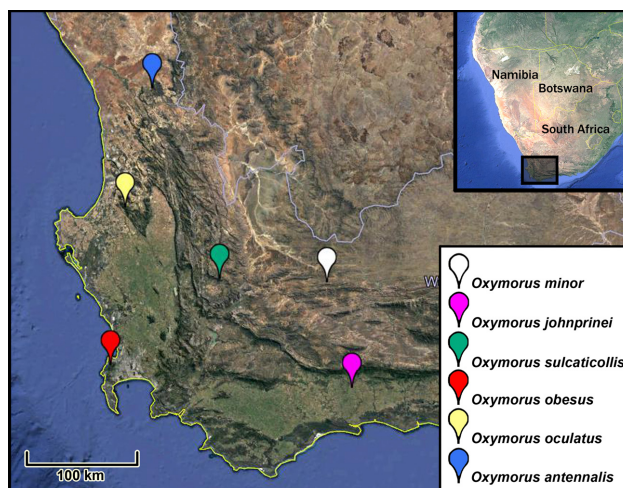 Namibia
Botswana
South Africa
W
Oxymorus minor
Oxymorus johnprinei
Oxymorus sulcaticollis
Oxymorus obesus
Oxymorus oculatus
Oxymorus antennalis
100 km